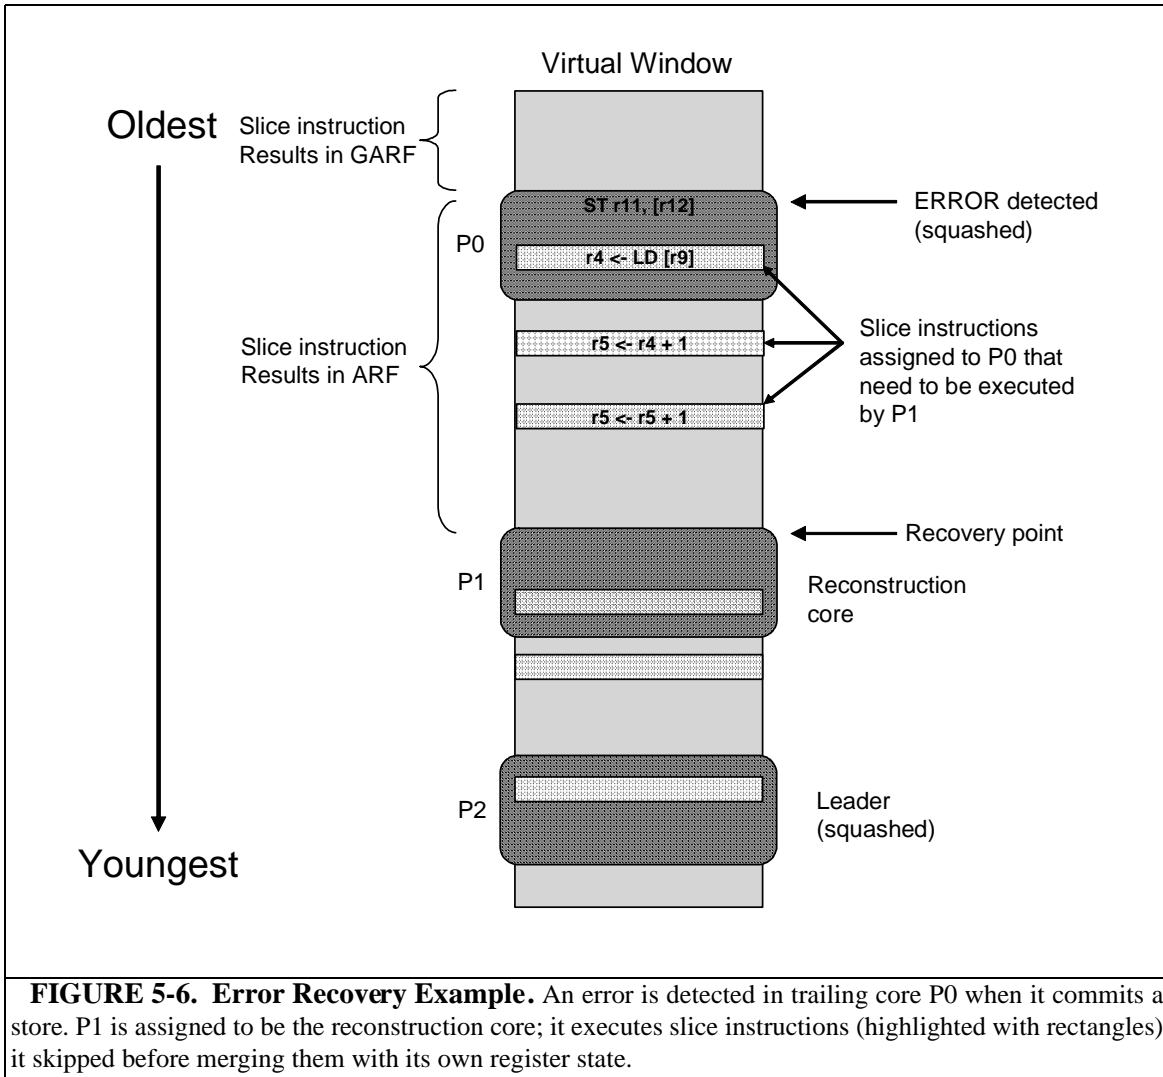 Virtual Window
Oldest
Slice instruction
Results in GARF
ST r11, [r12]
ERROR detected
(squashed)
P0
r4 <- LD [r9]
Slice instruction
Results in ARF
r5 <- r4 + 1
Slice instructions
assigned to P0 that
need to be executed
by P1
r5 <- r5 + 1
Recovery point
P1
Reconstruction
core
P2
Leader
(squashed)
Youngest
FIGURE 5-6. Error Recovery Example. An error is detected in trailing core P0 when it commits a
store. P1 is assigned to be the reconstruction core; it executes slice instructions (highlighted with rectangles)
it skipped before merging them with its own register state.